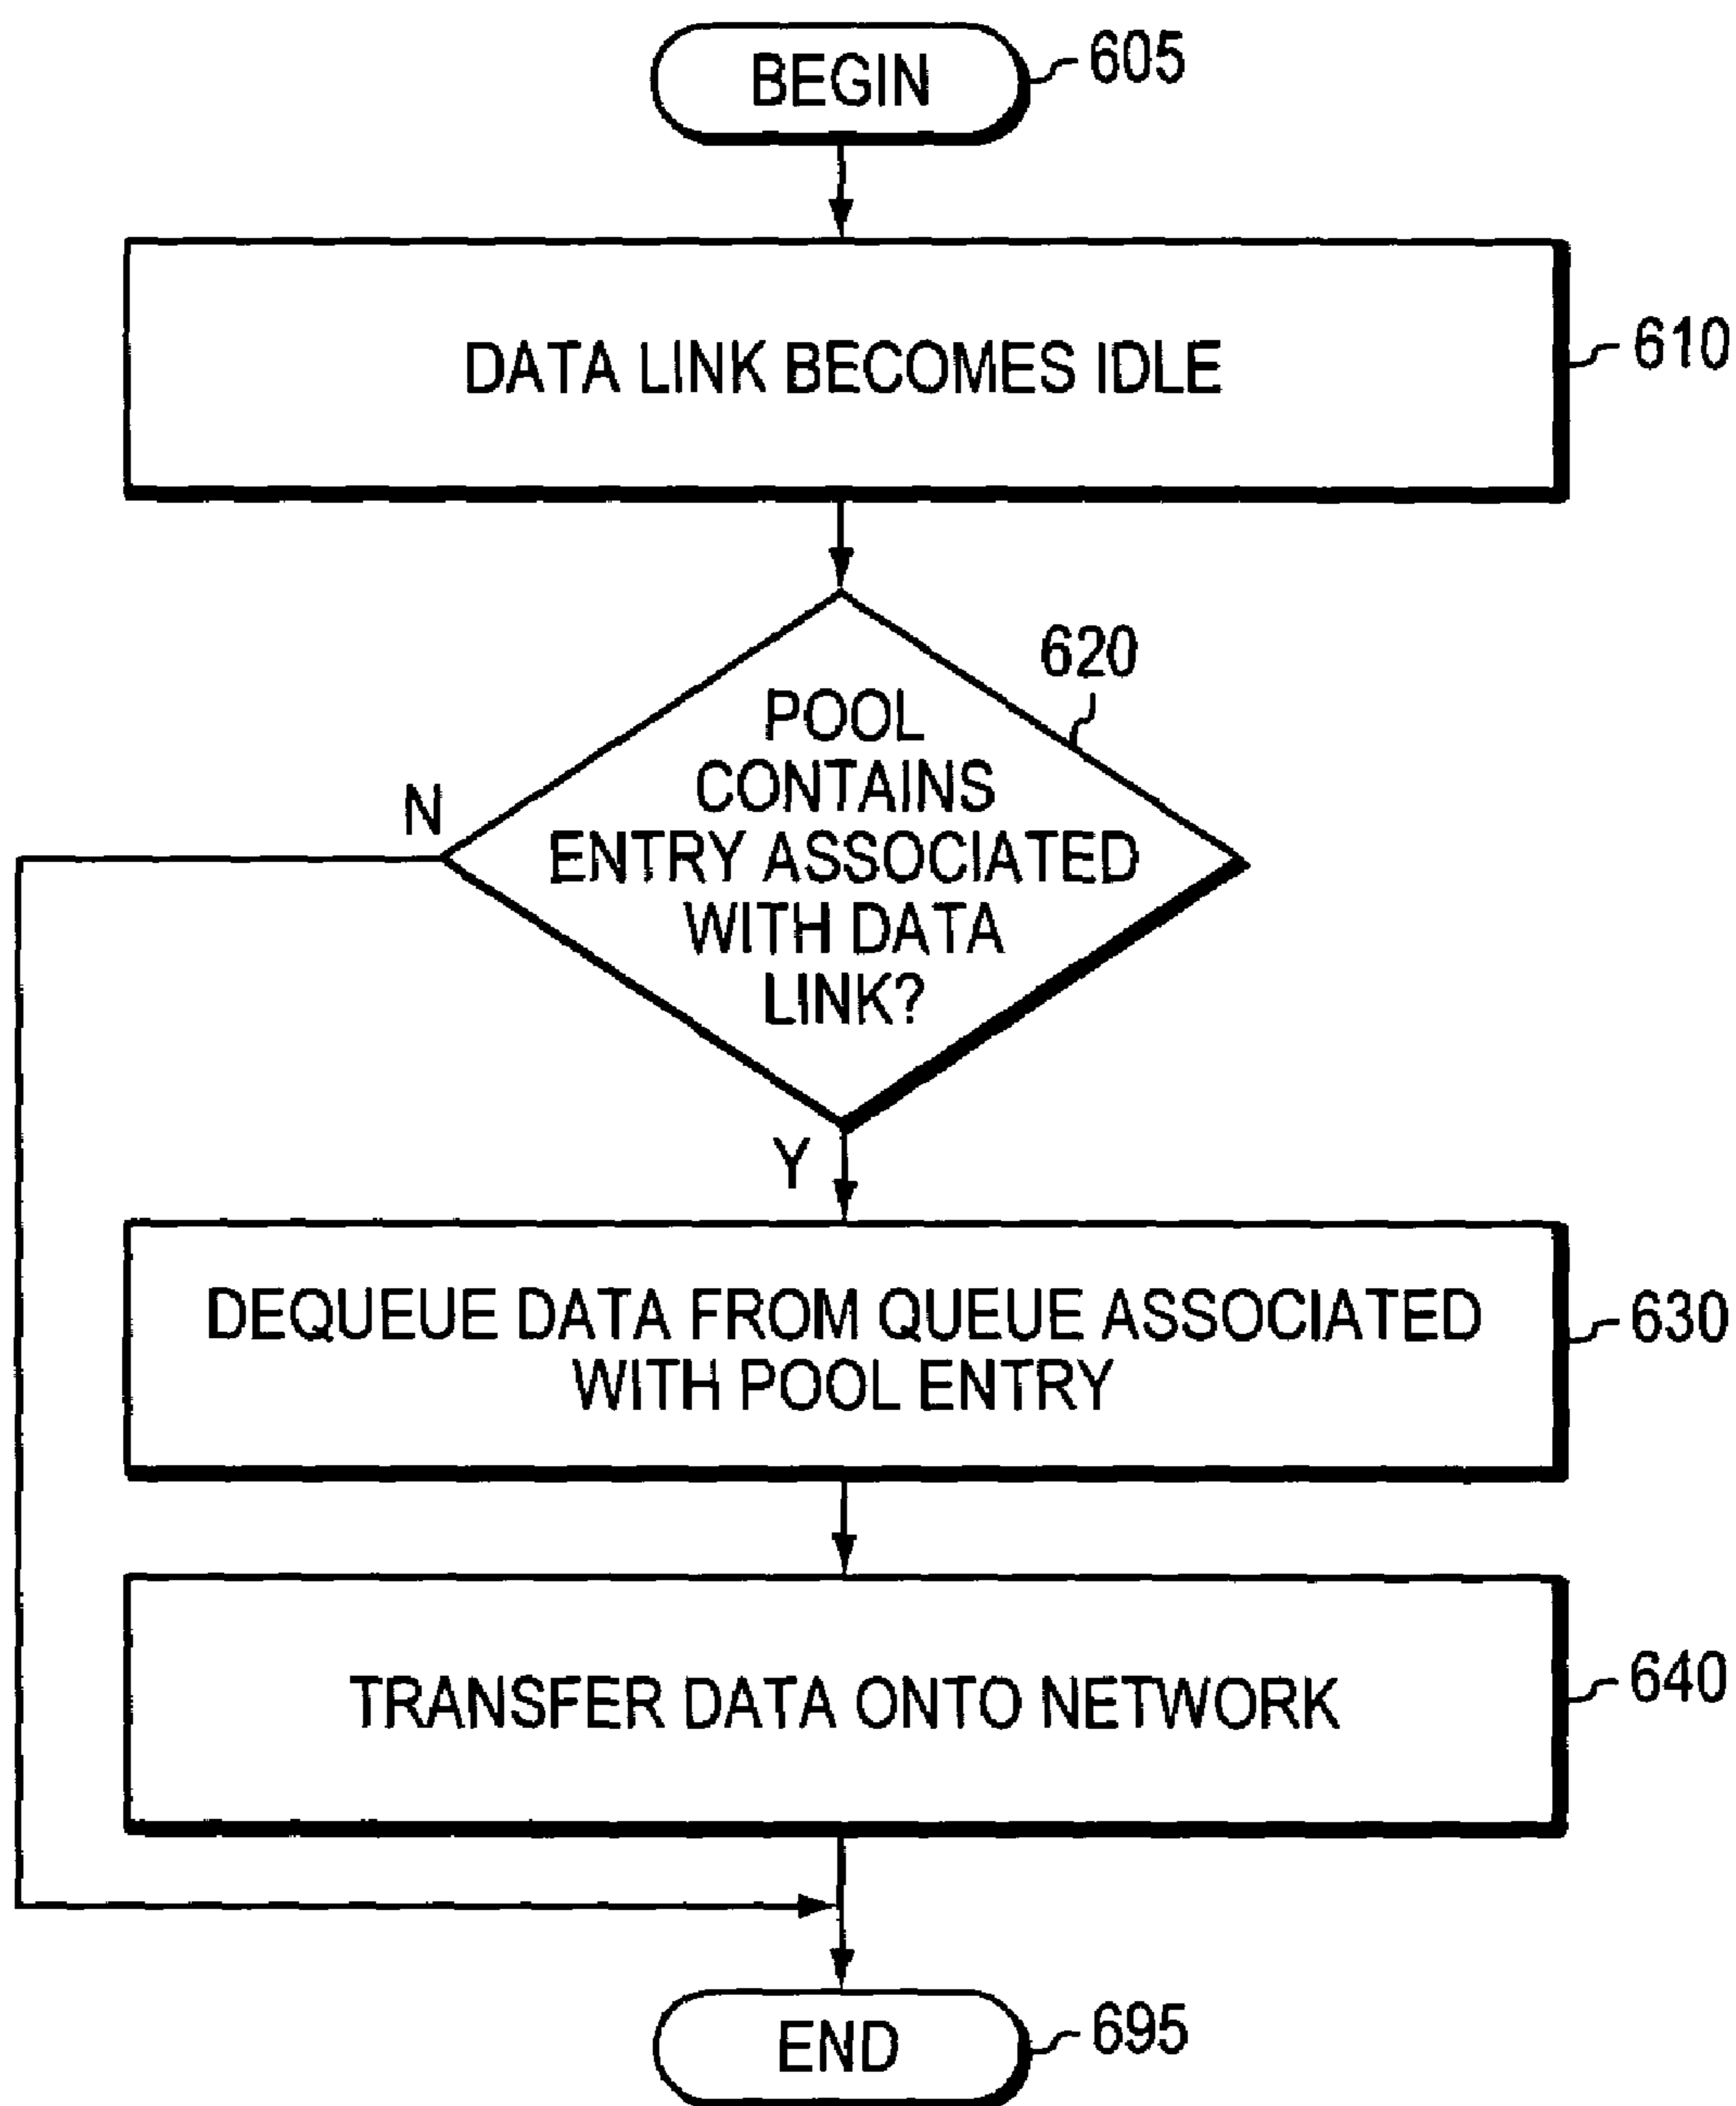 BEGIN
605
DATA LINK BECOMES IDLE
610
620
POOL
CONTAINS
ENTRY ASSOCIATED
WITH DATA
LINK?
N
Y
DEQUEUE DATA FROM QUEUE ASSOCIATED
WITH POOL ENTRY
630
TRANSFER DATA ONTO NETWORK
640
END
695